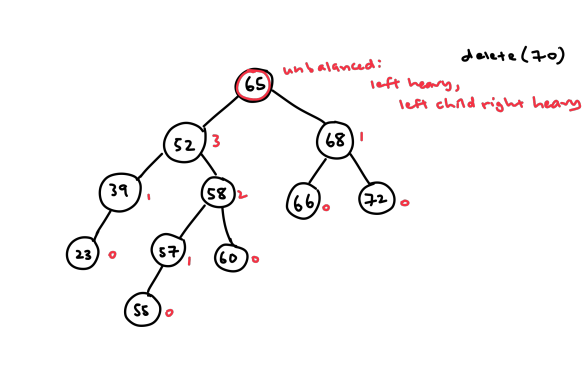 delete(70)
65 unbalanced:
left heavy,
left child right heavy
52 3 68 1
39 1 58 2 66 0 72 0
23 0 57 1 60 0
55 0